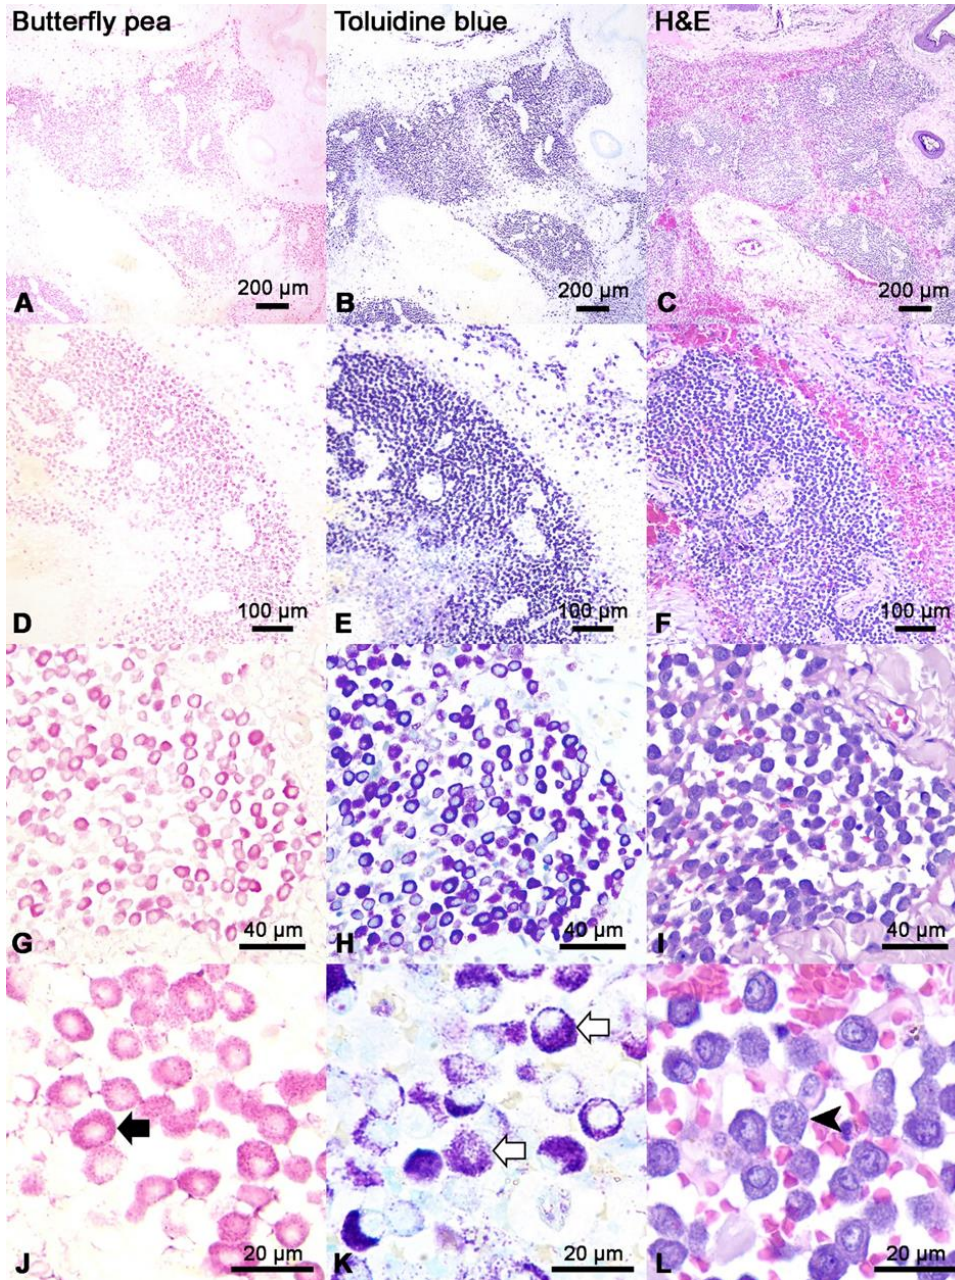 Butterfly pea
Toluidine blue
H&E
200 µm
200 µm
200 µm
A
B
C
100 µm
100 µm
100 µm
D
E
F
40 µm
40 µm
40 µm
G
H
I
20 µm
20 µm
20 µm
J
K
L